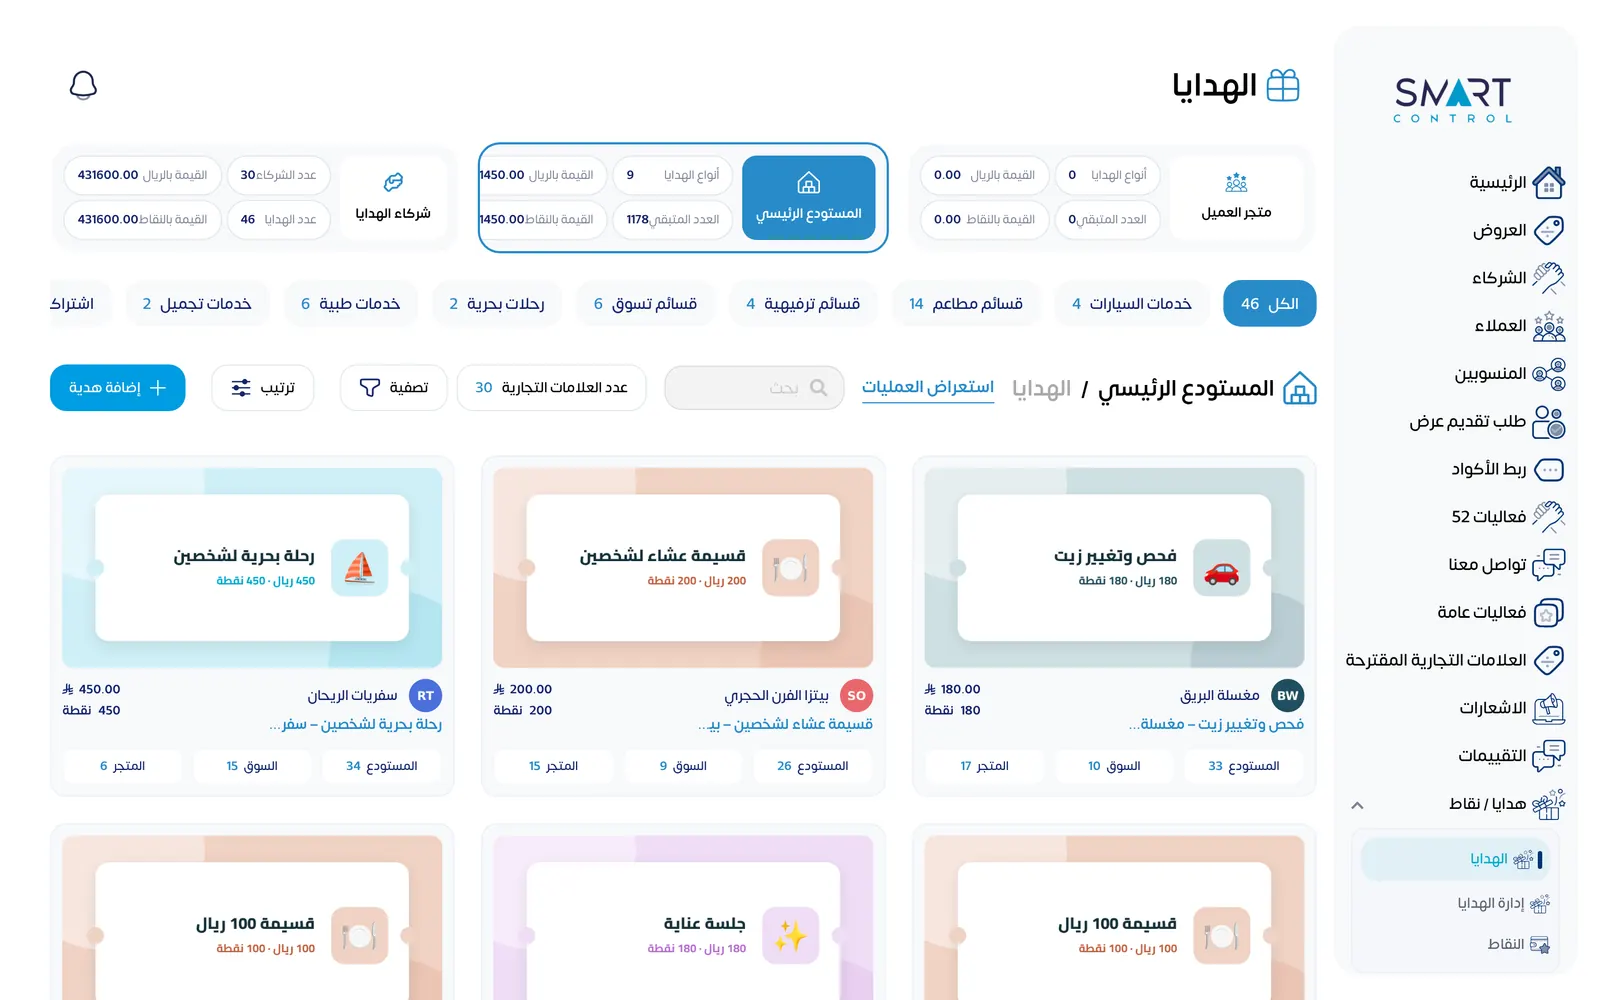 SMART
CONTROL
الرئيسية
العروض
الشركاء
العملاء
المنسوبين
طلب تقديم عرض
ربط الأكواد
فعاليات 52
تواصل معنا
فعاليات عامة
العلامات التجارية المقترحة
الاشعارات
التقييمات
هدايا / نقاط
الهدايا
إدارة الهدايا
النقاط
الهدايا
متجر العميل
أنواع الهدايا 0
القيمة بالريال 0.00
العدد المتبقي 0
القيمة بالنقاط 0.00
المستودع الرئيسي
أنواع الهدايا 9
القيمة بالريال 1450.00
العدد المتبقي 1178
القيمة بالنقاط 1450.00
شركاء الهدايا
عدد الشركاء 30
القيمة بالريال 431600.00
عدد الهدايا 46
القيمة بالنقاط 431600.00
الكل 46
خدمات السيارات 4
قسائم مطاعم 14
قسائم ترفيهية 4
قسائم تسوق 6
رحلات بحرية 2
خدمات طبية 6
خدمات تجميل 2
اشتراك
المستودع الرئيسي / الهدايا
استعراض العمليات
بحث
عدد العلامات التجارية 30
تصفية
ترتيب
إضافة هدية
فحص وتغيير زيت
180 ريال · 180 نقطة
BW
مغسلة البريق
180.00
180 نقطة
فحص وتغيير زيت – مغسلة...
المستودع 33
السوق 10
المتجر 17
قسيمة عشاء لشخصين
200 ريال · 200 نقطة
SO
بيتزا الفرن الحجري
200.00
200 نقطة
قسيمة عشاء لشخصين – بيـ...
المستودع 26
السوق 9
المتجر 15
رحلة بحرية لشخصين
450 ريال · 450 نقطة
RT
سفريات الريحان
450.00
450 نقطة
رحلة بحرية لشخصين – سفر...
المستودع 34
السوق 15
المتجر 6
قسيمة 100 ريال
100 ريال · 100 نقطة
جلسة عناية
180 ريال · 180 نقطة
قسيمة 100 ريال
100 ريال · 100 نقطة